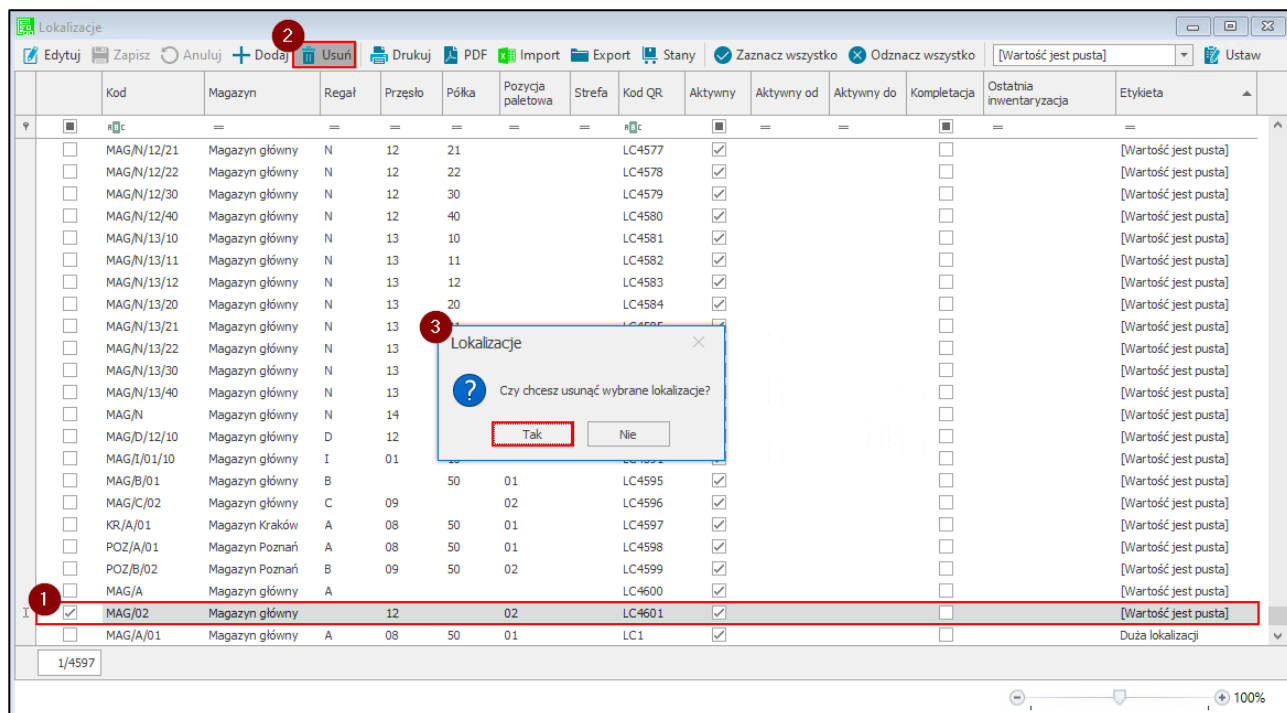 Lokalizacje
2
Edytuj Zapisz Anuluj Dodaj Usuń Drukuj PDF Import Export Stany Zaznacz wszystko Odznacz wszystko [Wartość jest pusta] Ustaw
Kod Magazyn Regał Przęsło Półka Pozycja paletowa Strefa Kod QR Aktywny Aktywny od Aktywny do Kompletacja Ostatnia inwentaryzacja Etykieta
= = = = = = = = = =
MAG/N/12/21 Magazyn główny N 12 21 LC4577 [Wartość jest pusta]
MAG/N/12/22 Magazyn główny N 12 22 LC4578 [Wartość jest pusta]
MAG/N/12/30 Magazyn główny N 12 30 LC4579 [Wartość jest pusta]
MAG/N/12/40 Magazyn główny N 12 40 LC4580 [Wartość jest pusta]
MAG/N/13/10 Magazyn główny N 13 10 LC4581 [Wartość jest pusta]
MAG/N/13/11 Magazyn główny N 13 11 LC4582 [Wartość jest pusta]
MAG/N/13/12 Magazyn główny N 13 12 LC4583 [Wartość jest pusta]
MAG/N/13/20 Magazyn główny N 13 20 LC4584 [Wartość jest pusta]
MAG/N/13/21 Magazyn główny N 13 [Wartość jest pusta]
MAG/N/13/22 Magazyn główny N 13 [Wartość jest pusta]
MAG/N/13/30 Magazyn główny N 13 [Wartość jest pusta]
MAG/N/13/40 Magazyn główny N 13 [Wartość jest pusta]
MAG/N Magazyn główny N 14 [Wartość jest pusta]
MAG/D/12/10 Magazyn główny D 12 [Wartość jest pusta]
MAG/I/01/10 Magazyn główny I 01 [Wartość jest pusta]
3
Lokalizacje
Czy chcesz usunąć wybrane lokalizacje?
Tak Nie
MAG/B/01 Magazyn główny B 50 01 LC4595 [Wartość jest pusta]
MAG/C/02 Magazyn główny C 09 02 LC4596 [Wartość jest pusta]
KR/A/01 Magazyn Kraków A 08 50 01 LC4597 [Wartość jest pusta]
POZ/A/01 Magazyn Poznań A 08 50 01 LC4598 [Wartość jest pusta]
POZ/B/02 Magazyn Poznań B 09 50 02 LC4599 [Wartość jest pusta]
MAG/A Magazyn główny A LC4600 [Wartość jest pusta]
1
MAG/02 Magazyn główny 12 02 LC4601 [Wartość jest pusta]
MAG/A/01 Magazyn główny A 08 50 01 LC1 Duża lokalizacji
1/4597
100%